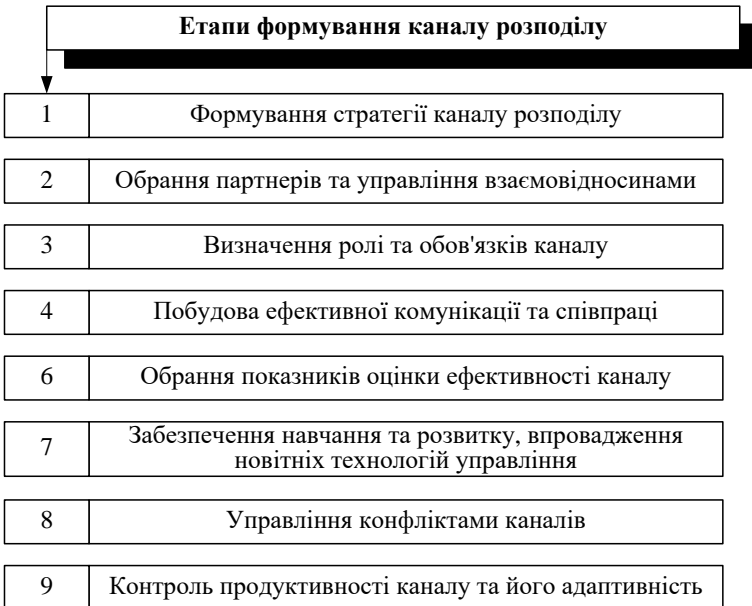 Етапи формування каналу розподілу
1 Формування стратегії каналу розподілу
2 Обрання партнерів та управління взаємовідносинами
3 Визначення ролі та обов'язків каналу
4 Побудова ефективної комунікації та співпраці
6 Обрання показників оцінки ефективності каналу
7 Забезпечення навчання та розвитку, впровадження
новітніх технологій управління
8 Управління конфліктами каналів
9 Контроль продуктивності каналу та його адаптивність